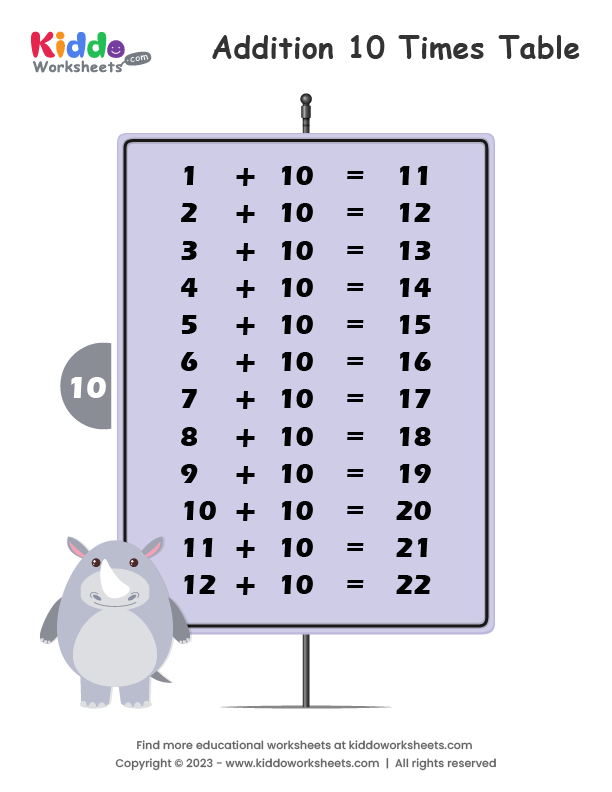 Kiddo
Worksheets .com
Addition 10 Times Table
1 + 10 = 11
2 + 10 = 12
3 + 10 = 13
4 + 10 = 14
5 + 10 = 15
6 + 10 = 16
7 + 10 = 17
8 + 10 = 18
9 + 10 = 19
10 + 10 = 20
11 + 10 = 21
12 + 10 = 22
10
Find more educational worksheets at kiddoworksheets.com
Copyright © 2023 - www.kiddoworksheets.com | All rights reserved